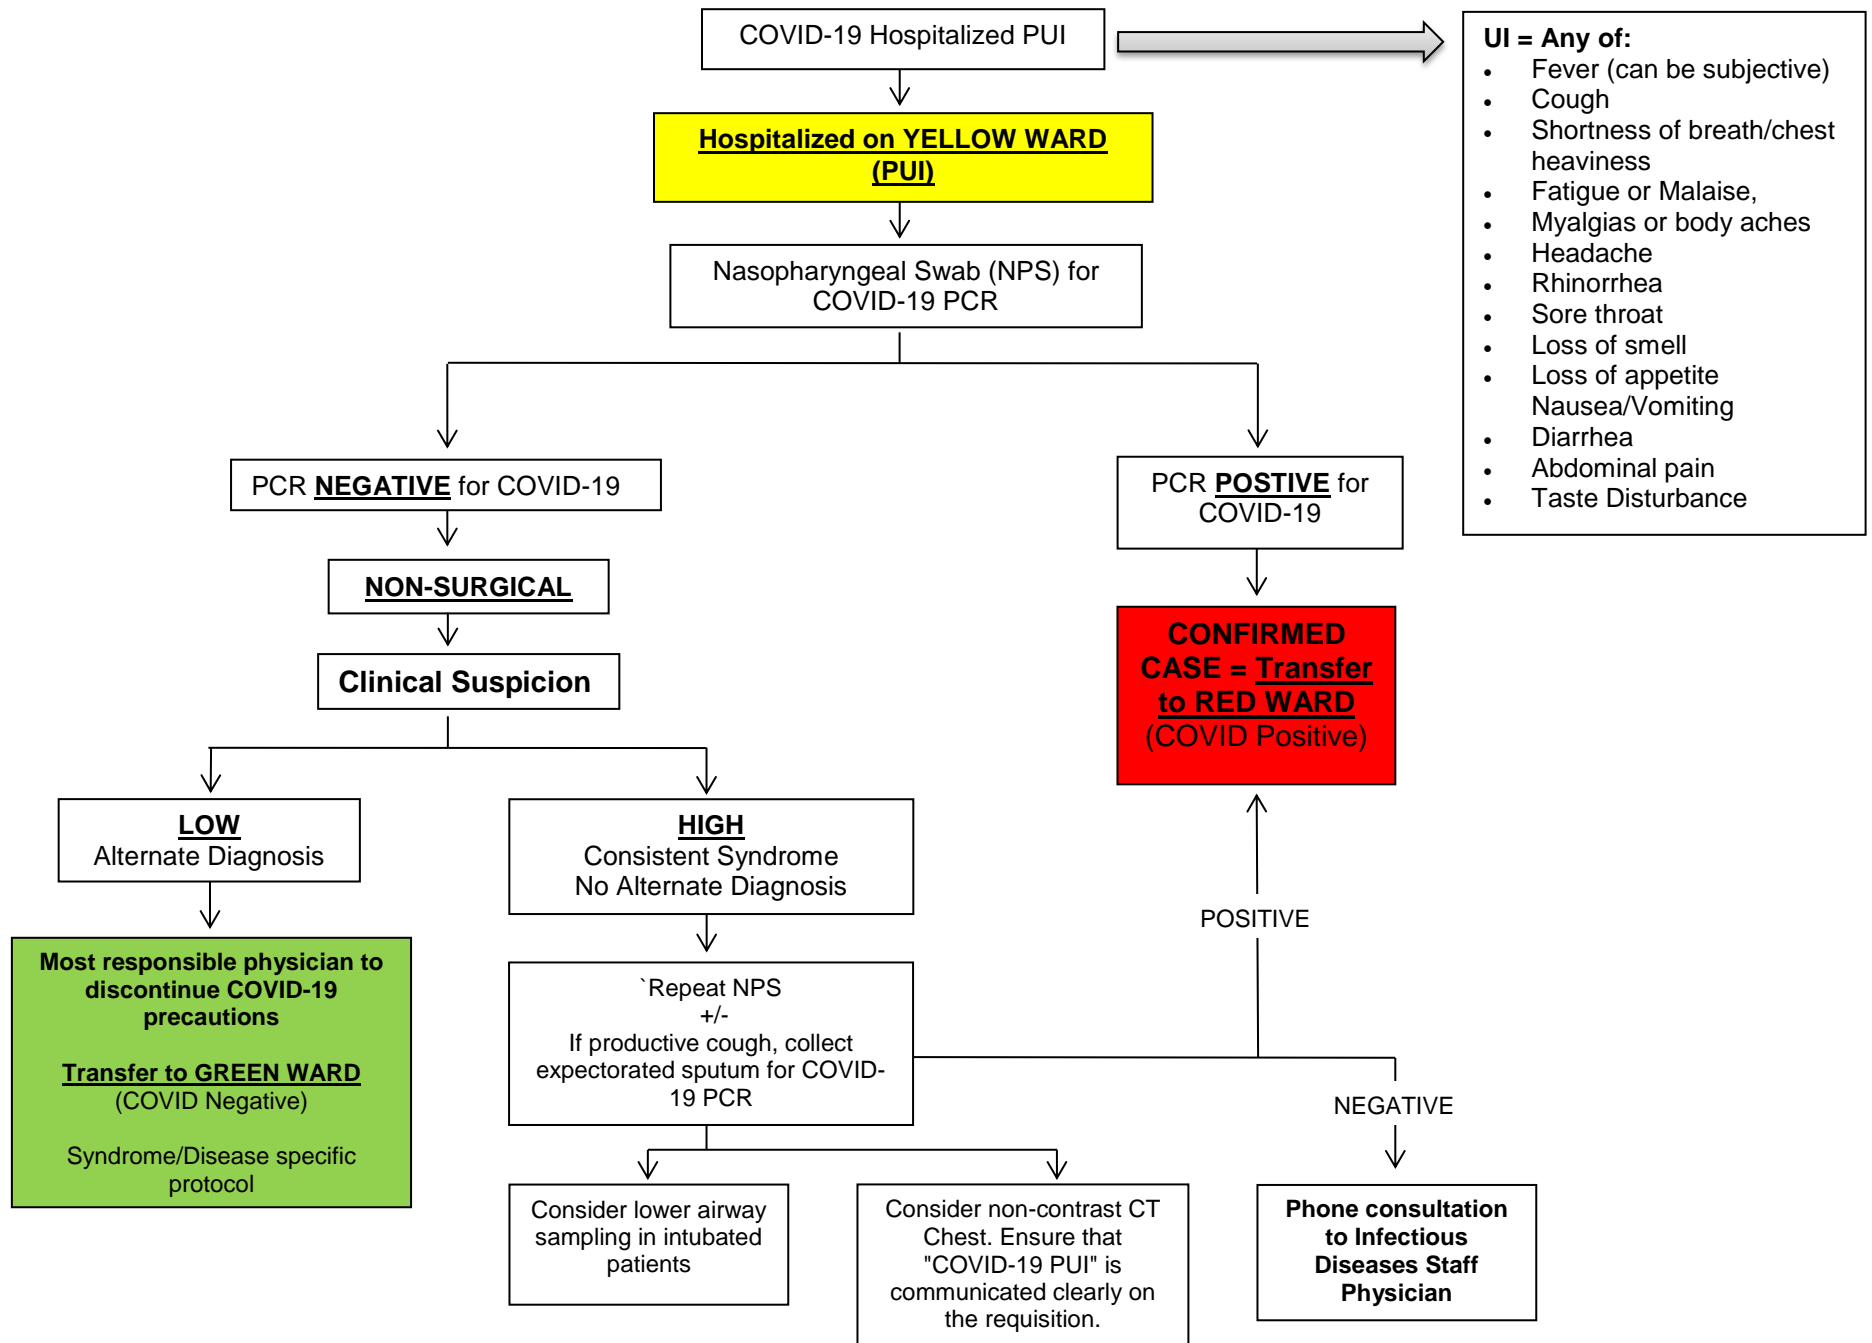 COVID-19 Hospitalized PUI
UI = Any of:
• Fever (can be subjective)
• Cough
• Shortness of breath/chest
heaviness
• Fatigue or Malaise,
• Myalgias or body aches
• Headache
• Rhinorrhea
• Sore throat
• Loss of smell
• Loss of appetite
Nausea/Vomiting
• Diarrhea
• Abdominal pain
• Taste Disturbance
Hospitalized on YELLOW WARD
(PUI)
Nasopharyngeal Swab (NPS) for
COVID-19 PCR
PCR NEGATIVE for COVID-19
PCR POSTIVE for
COVID-19
NON-SURGICAL
Clinical Suspicion
CONFIRMED
CASE = Transfer
to RED WARD
(COVID Positive)
LOW
Alternate Diagnosis
HIGH
Consistent Syndrome
No Alternate Diagnosis
POSITIVE
Most responsible physician to
discontinue COVID-19
precautions
Transfer to GREEN WARD
(COVID Negative)
Syndrome/Disease specific
protocol
`Repeat NPS
+/-
If productive cough, collect
expectorated sputum for COVID-
19 PCR
NEGATIVE
Consider lower airway
sampling in intubated
patients
Consider non-contrast CT
Chest. Ensure that
"COVID-19 PUI" is
communicated clearly on
the requisition.
Phone consultation
to Infectious
Diseases Staff
Physician